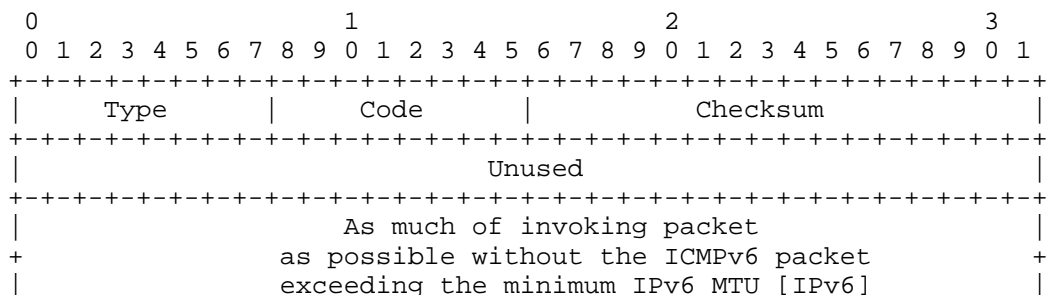 0                   1                   2                   3
 0 1 2 3 4 5 6 7 8 9 0 1 2 3 4 5 6 7 8 9 0 1 2 3 4 5 6 7 8 9 0 1
+-+-+-+-+-+-+-+-+-+-+-+-+-+-+-+-+-+-+-+-+-+-+-+-+-+-+-+-+-+-+-+-+
|     Type      |     Code      |          Checksum             |
+-+-+-+-+-+-+-+-+-+-+-+-+-+-+-+-+-+-+-+-+-+-+-+-+-+-+-+-+-+-+-+-+
|                             Unused                            |
+-+-+-+-+-+-+-+-+-+-+-+-+-+-+-+-+-+-+-+-+-+-+-+-+-+-+-+-+-+-+-+-+
|                    As much of invoking packet                 |
+                as possible without the ICMPv6 packet          +
|                exceeding the minimum IPv6 MTU [IPv6]          |